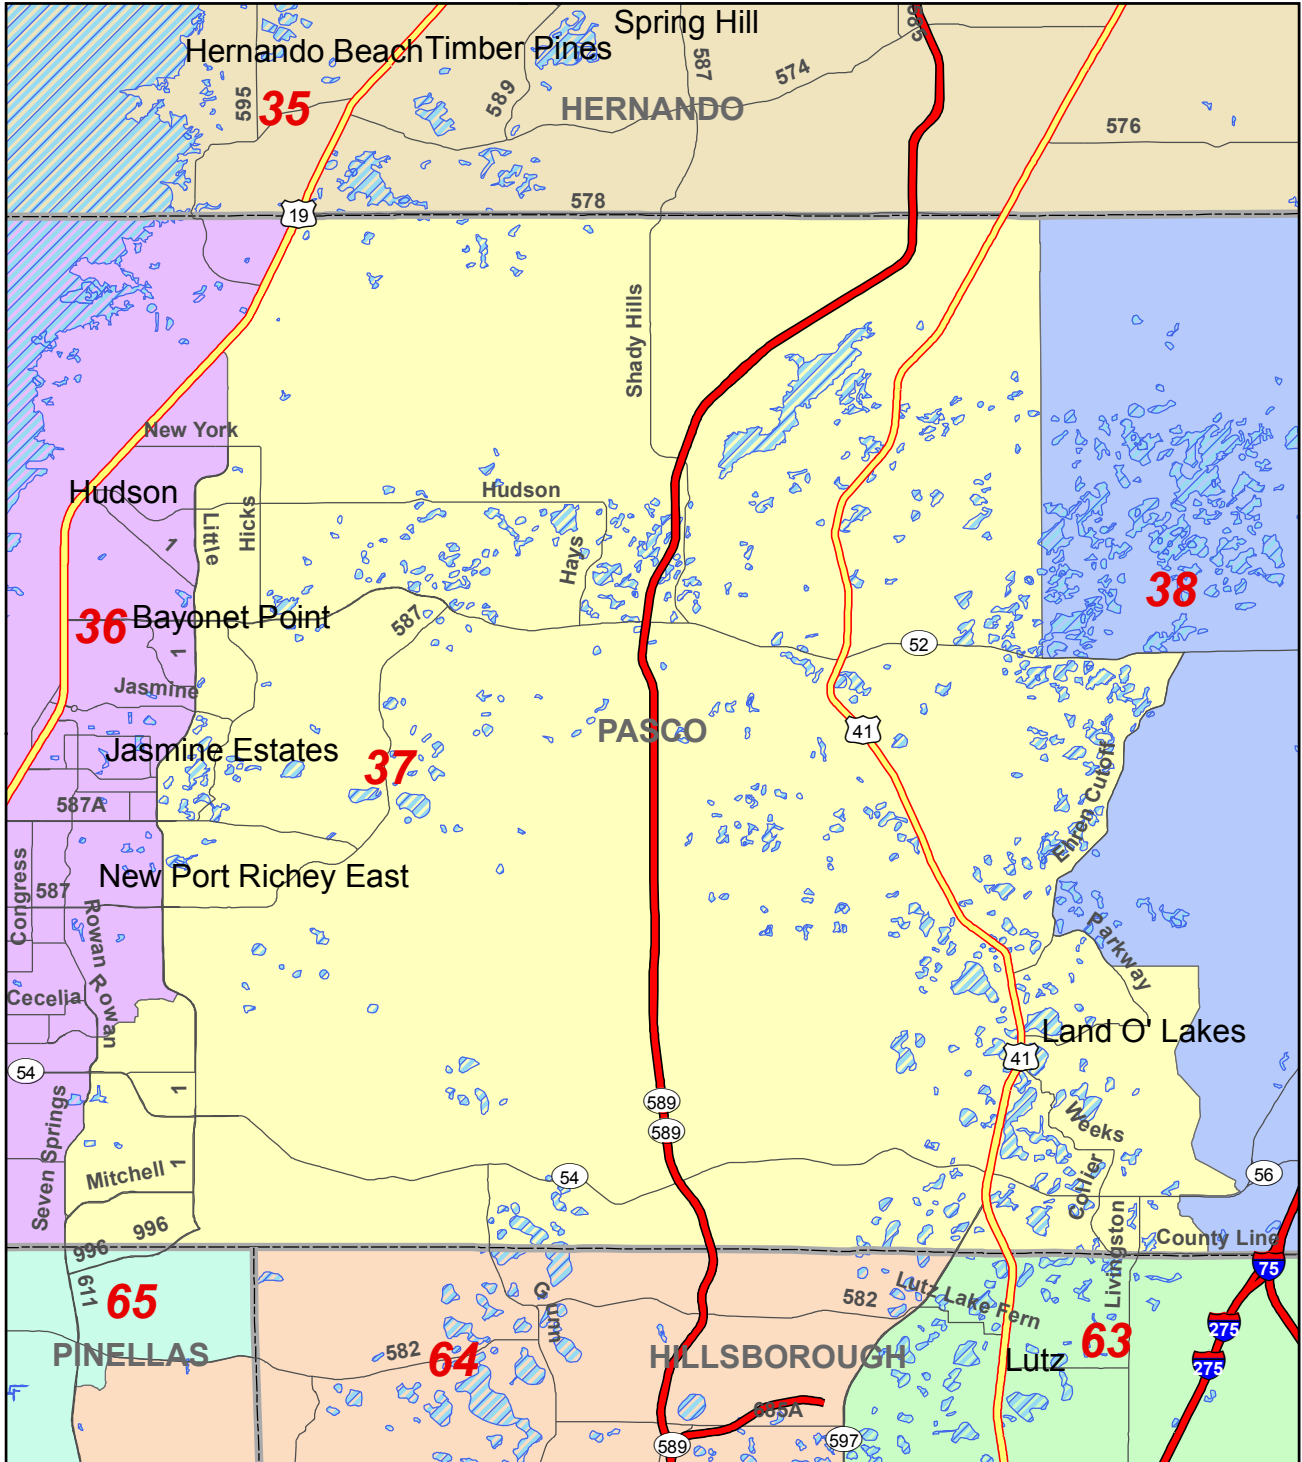 Spring Hill
Hernando Beach
Timber Pines
589
587
574
595
35
589
HERNANDO
576
578
19
Shady Hills
New York
Hudson
Hudson
Little
Hicks
1
Hays
38
36
Bayonet Point
587
52
1
Jasmine
PASCO
41
Jasmine Estates
37
587A
Ehren Cutoff
Congress
New Port Richey East
587
Rowan
Parkway
Cecelia
Rowan
Land O' Lakes
41
54
1
589
589
Seven Springs
Weeks
Mitchell
1
54
Collier
56
996
996
Livingston
County Line
75
611
65
Gunn
582
Lutz Lake Fern
275
PINELLAS
582
64
HILLSBOROUGH
Lutz
63
275
685A
589
597